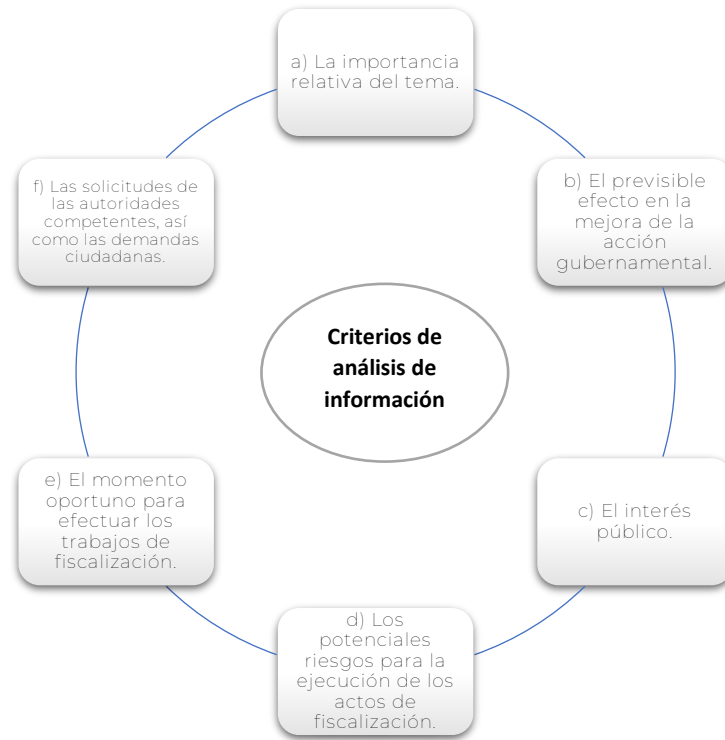 a) La importancia
relativa del tema.
b) El previsible
efecto en la
mejora de la
acción
gubernamental.
c) El interés
público.
d) Los
potenciales
riesgos para la
ejecución de los
actos de
fiscalización.
e) El momento
oportuno para
efectuar los
trabajos de
fiscalización.
f) Las solicitudes de
las autoridades
competentes, así
como las demandas
ciudadanas.
Criterios de
análisis de
información